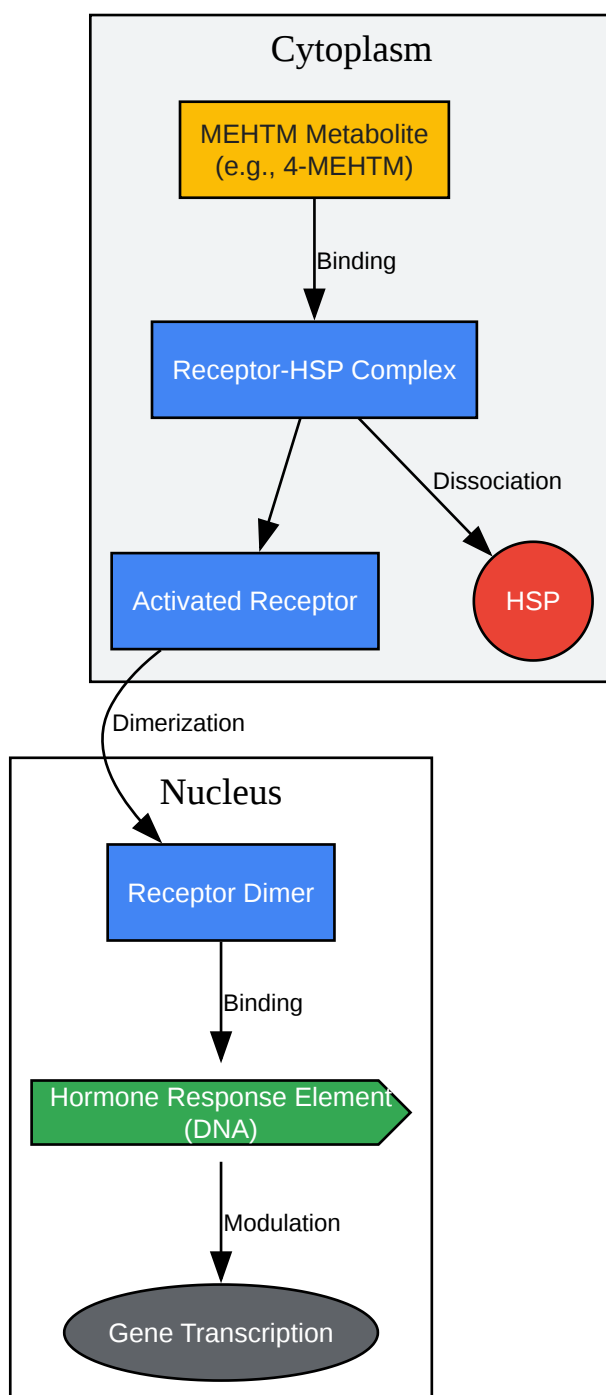 Cytoplasm
MEHTM Metabolite
(e.g., 4-MEHTM)
Binding
Receptor-HSP Complex
Dissociation
Activated Receptor
HSP
Dimerization
Nucleus
Receptor Dimer
Binding
Hormone Response Element
(DNA)
Modulation
Gene Transcription